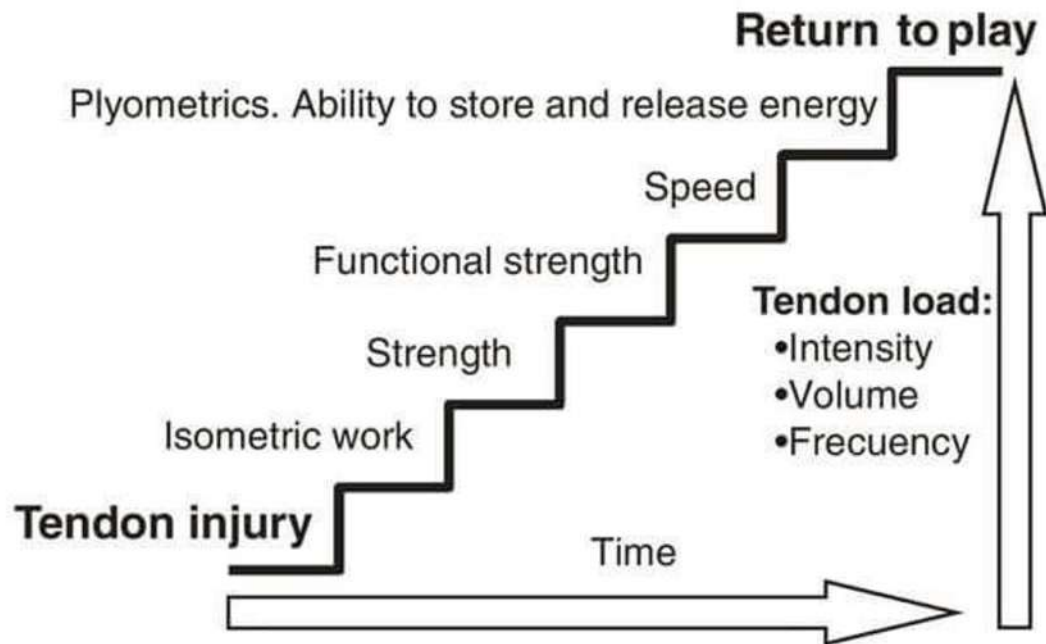 Return to play
Plyometrics. Ability to store and release energy
Speed
Functional strength
Tendon load:
•Intensity
Strength
•Volume
Isometric work
•Frecuency
Tendon injury
Time